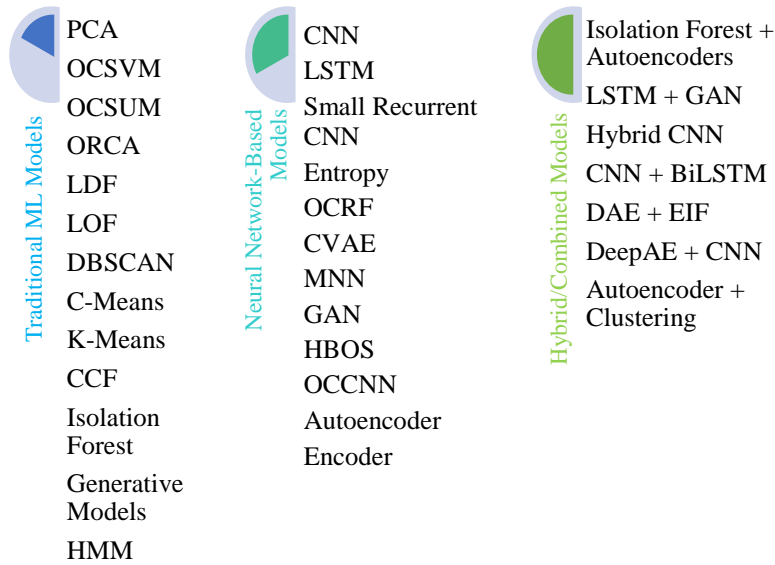 Traditional ML Models
PCA
OCSVM
OCSUM
ORCA
LDF
LOF
DBSCAN
C-Means
K-Means
CCF
Isolation
Forest
Generative
Models
HMM
Neural Network-Based
Models
CNN
LSTM
Small Recurrent
CNN
Entropy
OCRF
CVAE
MNN
GAN
HBOS
OCCNN
Autoencoder
Encoder
Hybrid/Combined Models
Isolation Forest +
Autoencoders
LSTM + GAN
Hybrid CNN
CNN + BiLSTM
DAE + EIF
DeepAE + CNN
Autoencoder +
Clustering